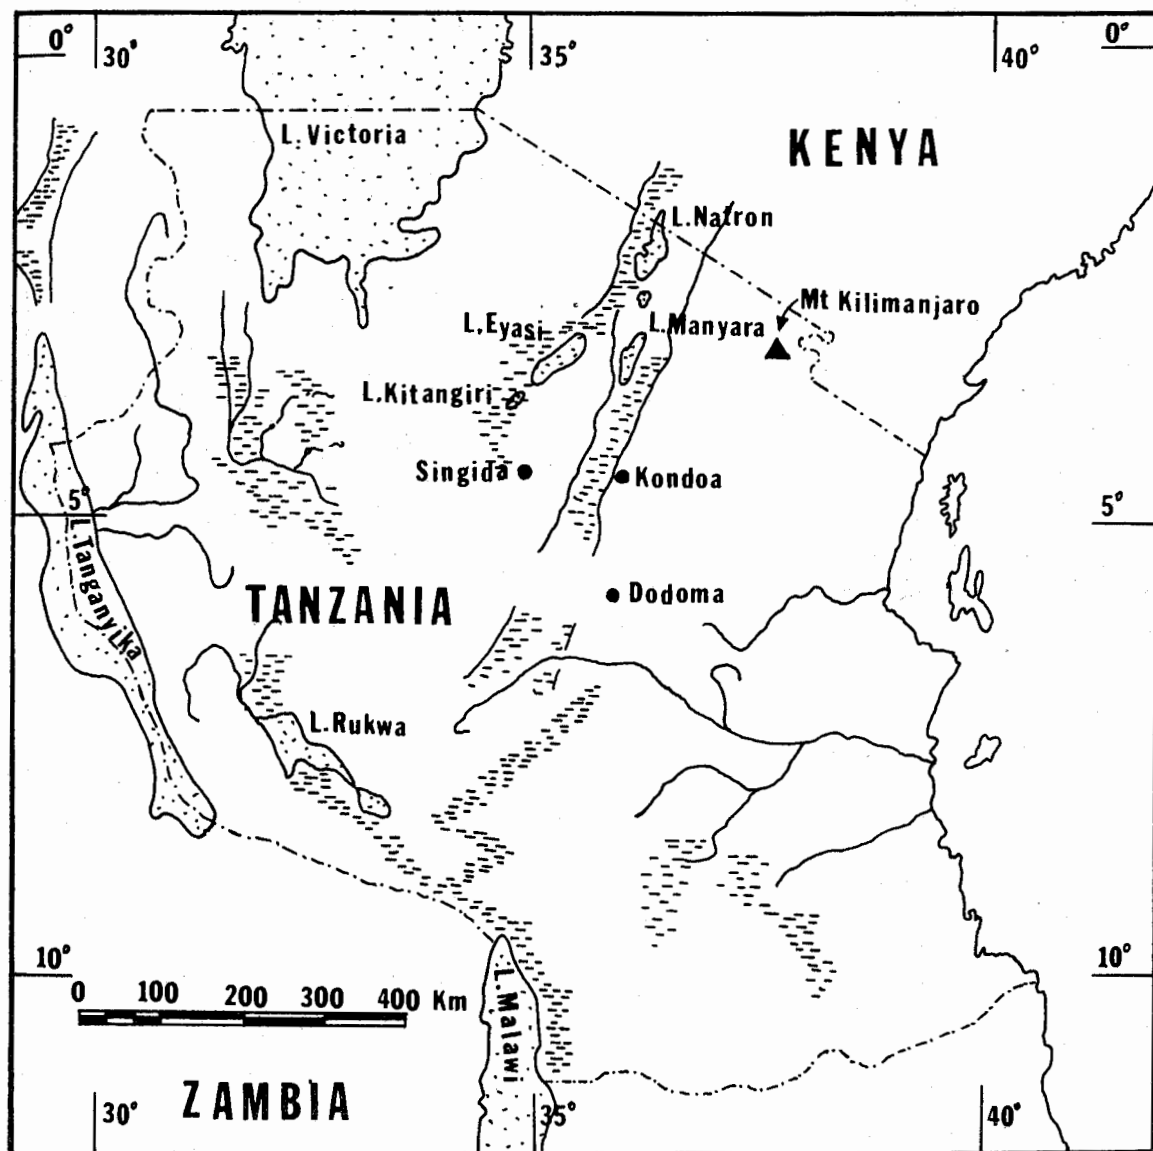 0°
30°
35°
40°
0°
KENYA
L.Victoria
L.Natron
Mt Kilimanjaro
L.Eyasi
L.Manyara
L.Kitangiri
Singida
Kondoa
5°
5°
L.Tanganyika
TANZANIA
Dodoma
L.Rukwa
10°
10°
0 100 200 300 400 Km
L.Malawi
ZAMBIA
30°
35°
40°